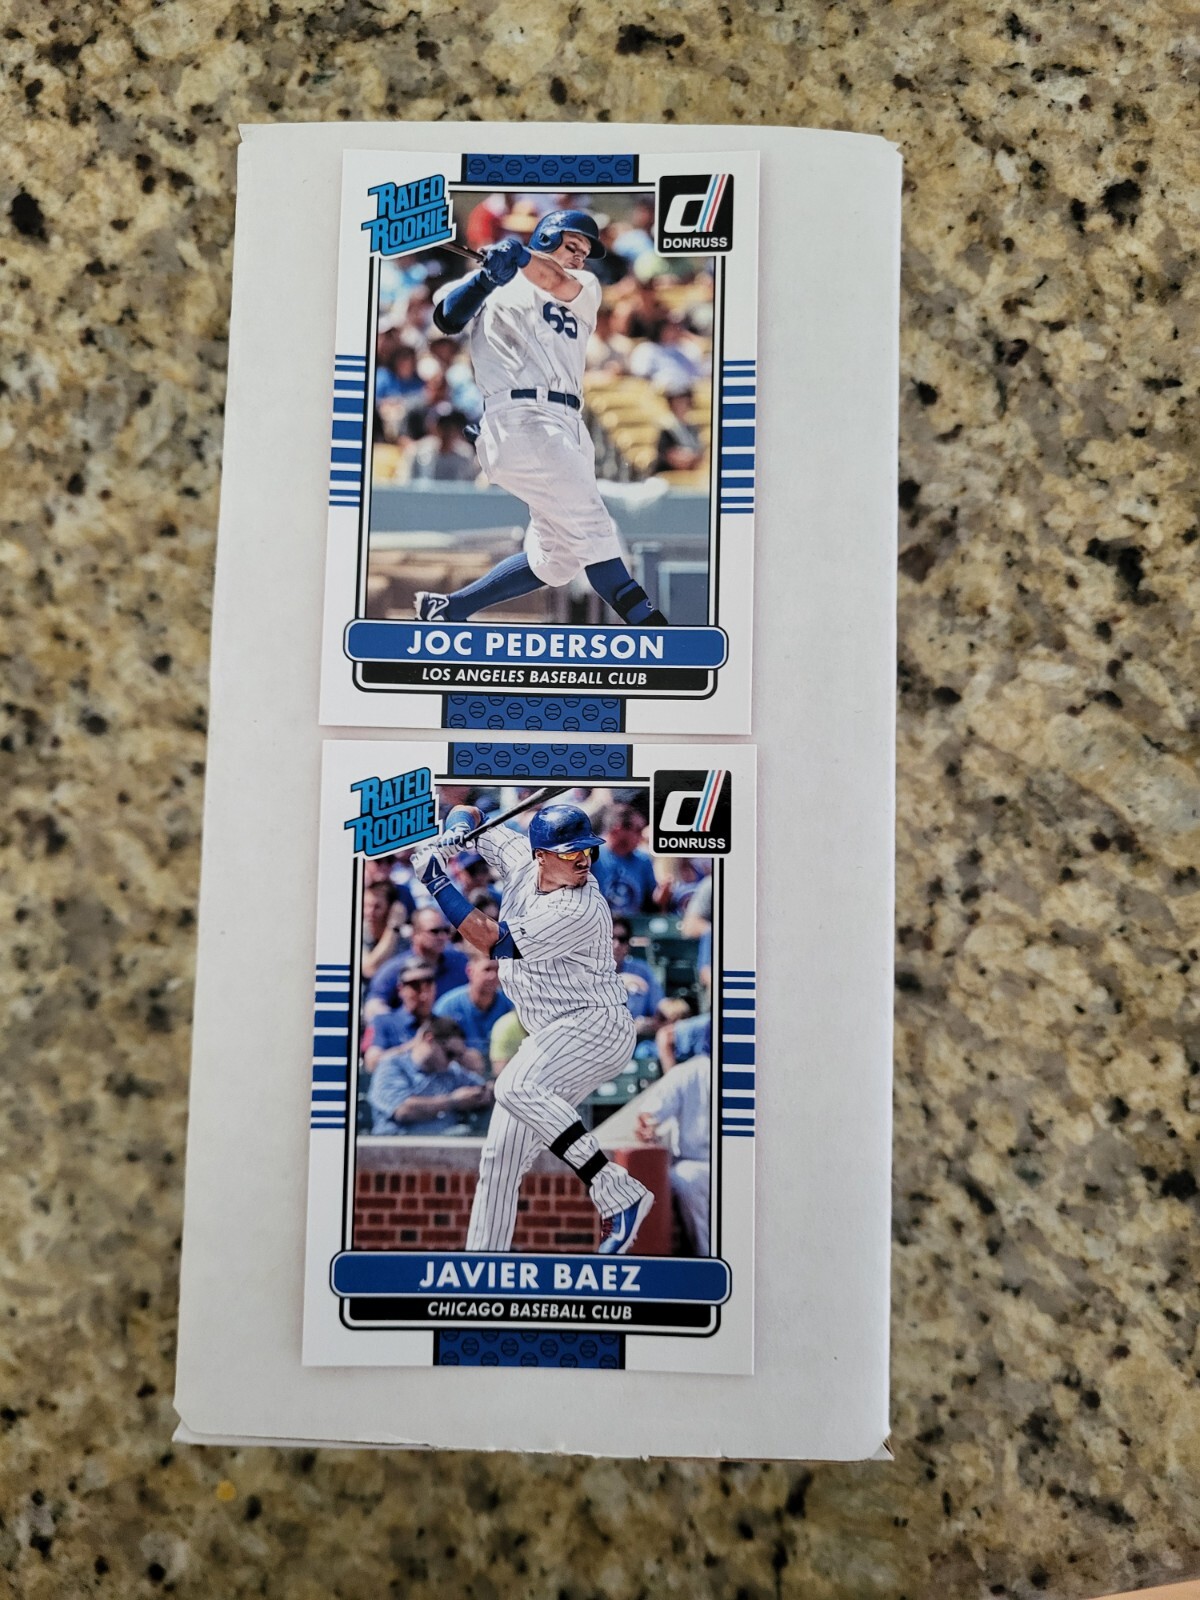 RATED
ROOKIE
d
DONRUSS
65
JOC PEDERSON
LOS ANGELES BASEBALL CLUB
RATED
ROOKIE
d
DONRUSS
JAVIER BAEZ
CHICAGO BASEBALL CLUB